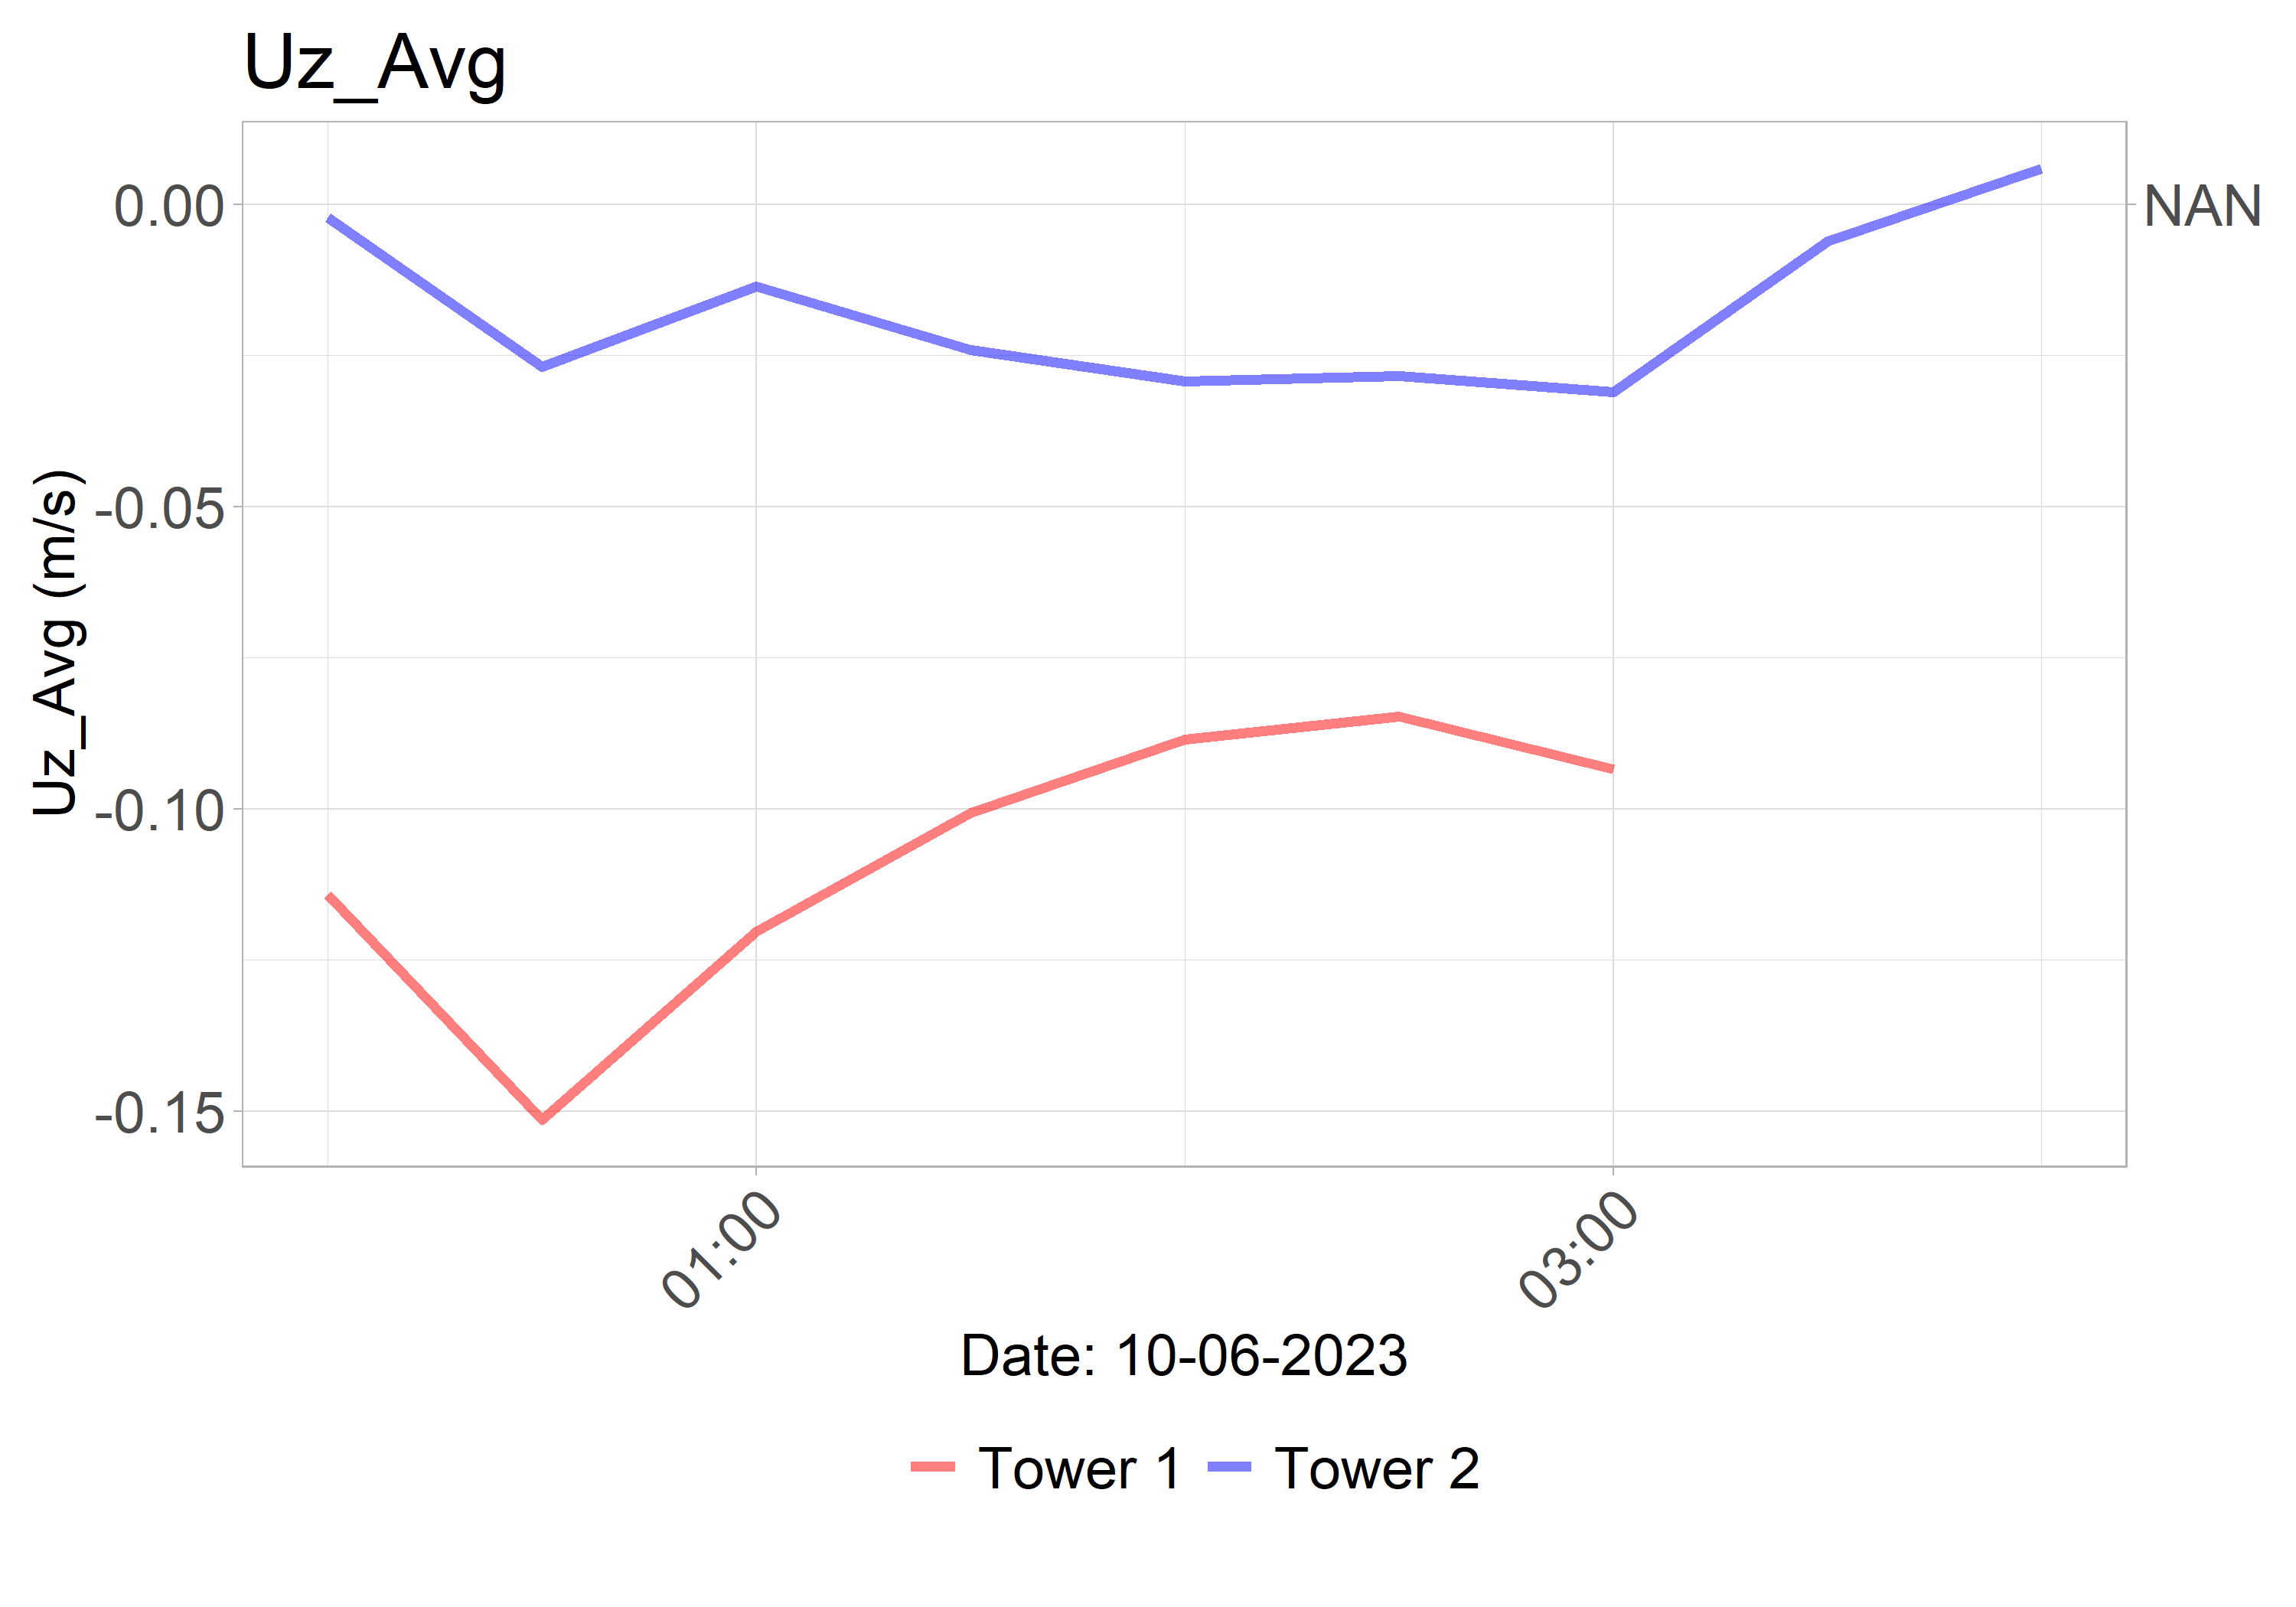 Uz_Avg
0.00
-0.05
-0.10
-0.15
Uz_Avg (m/s)
NAN
01:00
03:00
Date: 10-06-2023
Tower 1
Tower 2